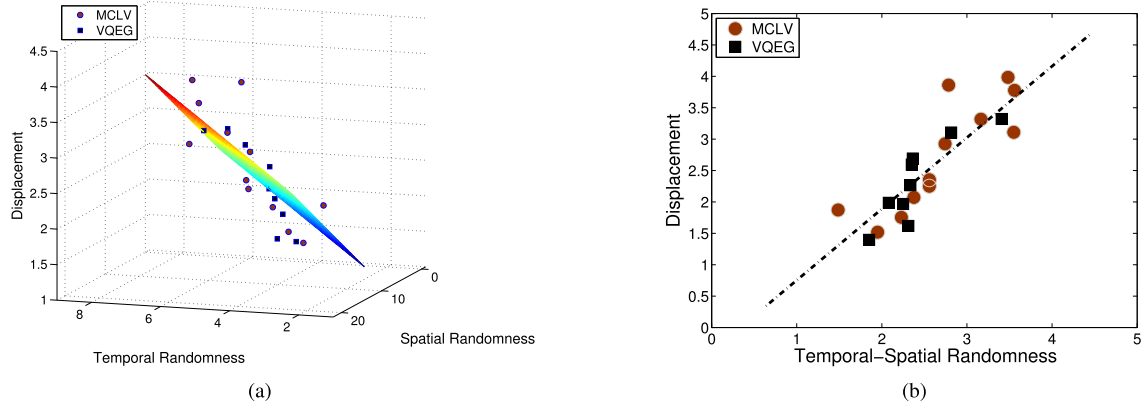 MCLV
VQEG
4.5
4
3.5
3
2.5
2
1.5
1
Displacement
8
6
4
2
20
10
0
Temporal Randomness
Spatial Randomness
(a)
MCLV
VQEG
5
4.5
4
3.5
3
2.5
2
1.5
1
0.5
0
Displacement
0
1
2
3
4
5
Temporal−Spatial Randomness
(b)